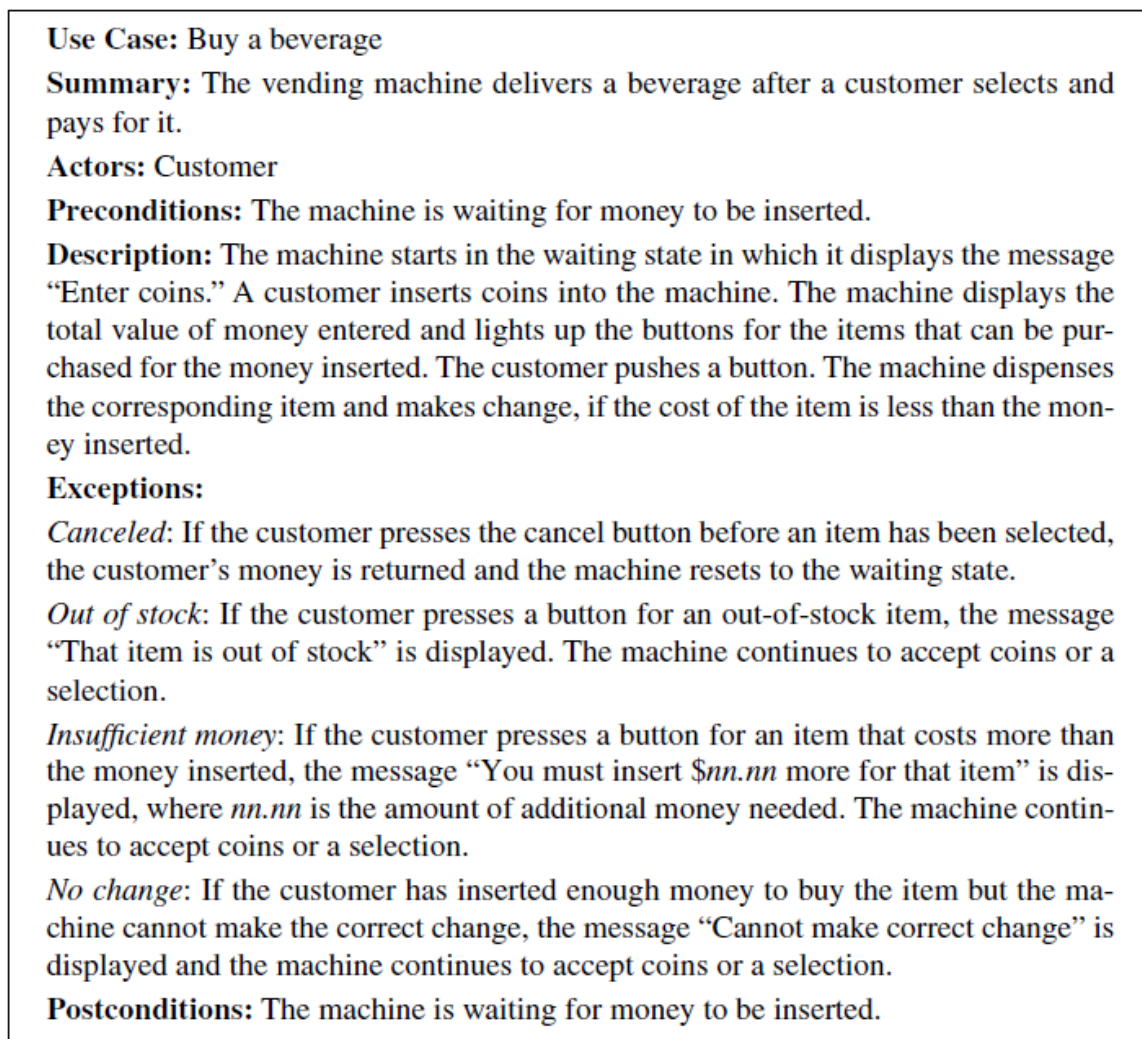 Use Case: Buy a beverage
Summary: The vending machine delivers a beverage after a customer selects and
pays for it.
Actors: Customer
Preconditions: The machine is waiting for money to be inserted.
Description: The machine starts in the waiting state in which it displays the message
“Enter coins.” A customer inserts coins into the machine. The machine displays the
total value of money entered and lights up the buttons for the items that can be pur-
chased for the money inserted. The customer pushes a button. The machine dispenses
the corresponding item and makes change, if the cost of the item is less than the mon-
ey inserted.
Exceptions:
Canceled: If the customer presses the cancel button before an item has been selected,
the customer’s money is returned and the machine resets to the waiting state.
Out of stock: If the customer presses a button for an out-of-stock item, the message
“That item is out of stock” is displayed. The machine continues to accept coins or a
selection.
Insufficient money: If the customer presses a button for an item that costs more than
the money inserted, the message “You must insert $nn.nn more for that item” is dis-
played, where nn.nn is the amount of additional money needed. The machine contin-
ues to accept coins or a selection.
No change: If the customer has inserted enough money to buy the item but the ma-
chine cannot make the correct change, the message “Cannot make correct change” is
displayed and the machine continues to accept coins or a selection.
Postconditions: The machine is waiting for money to be inserted.